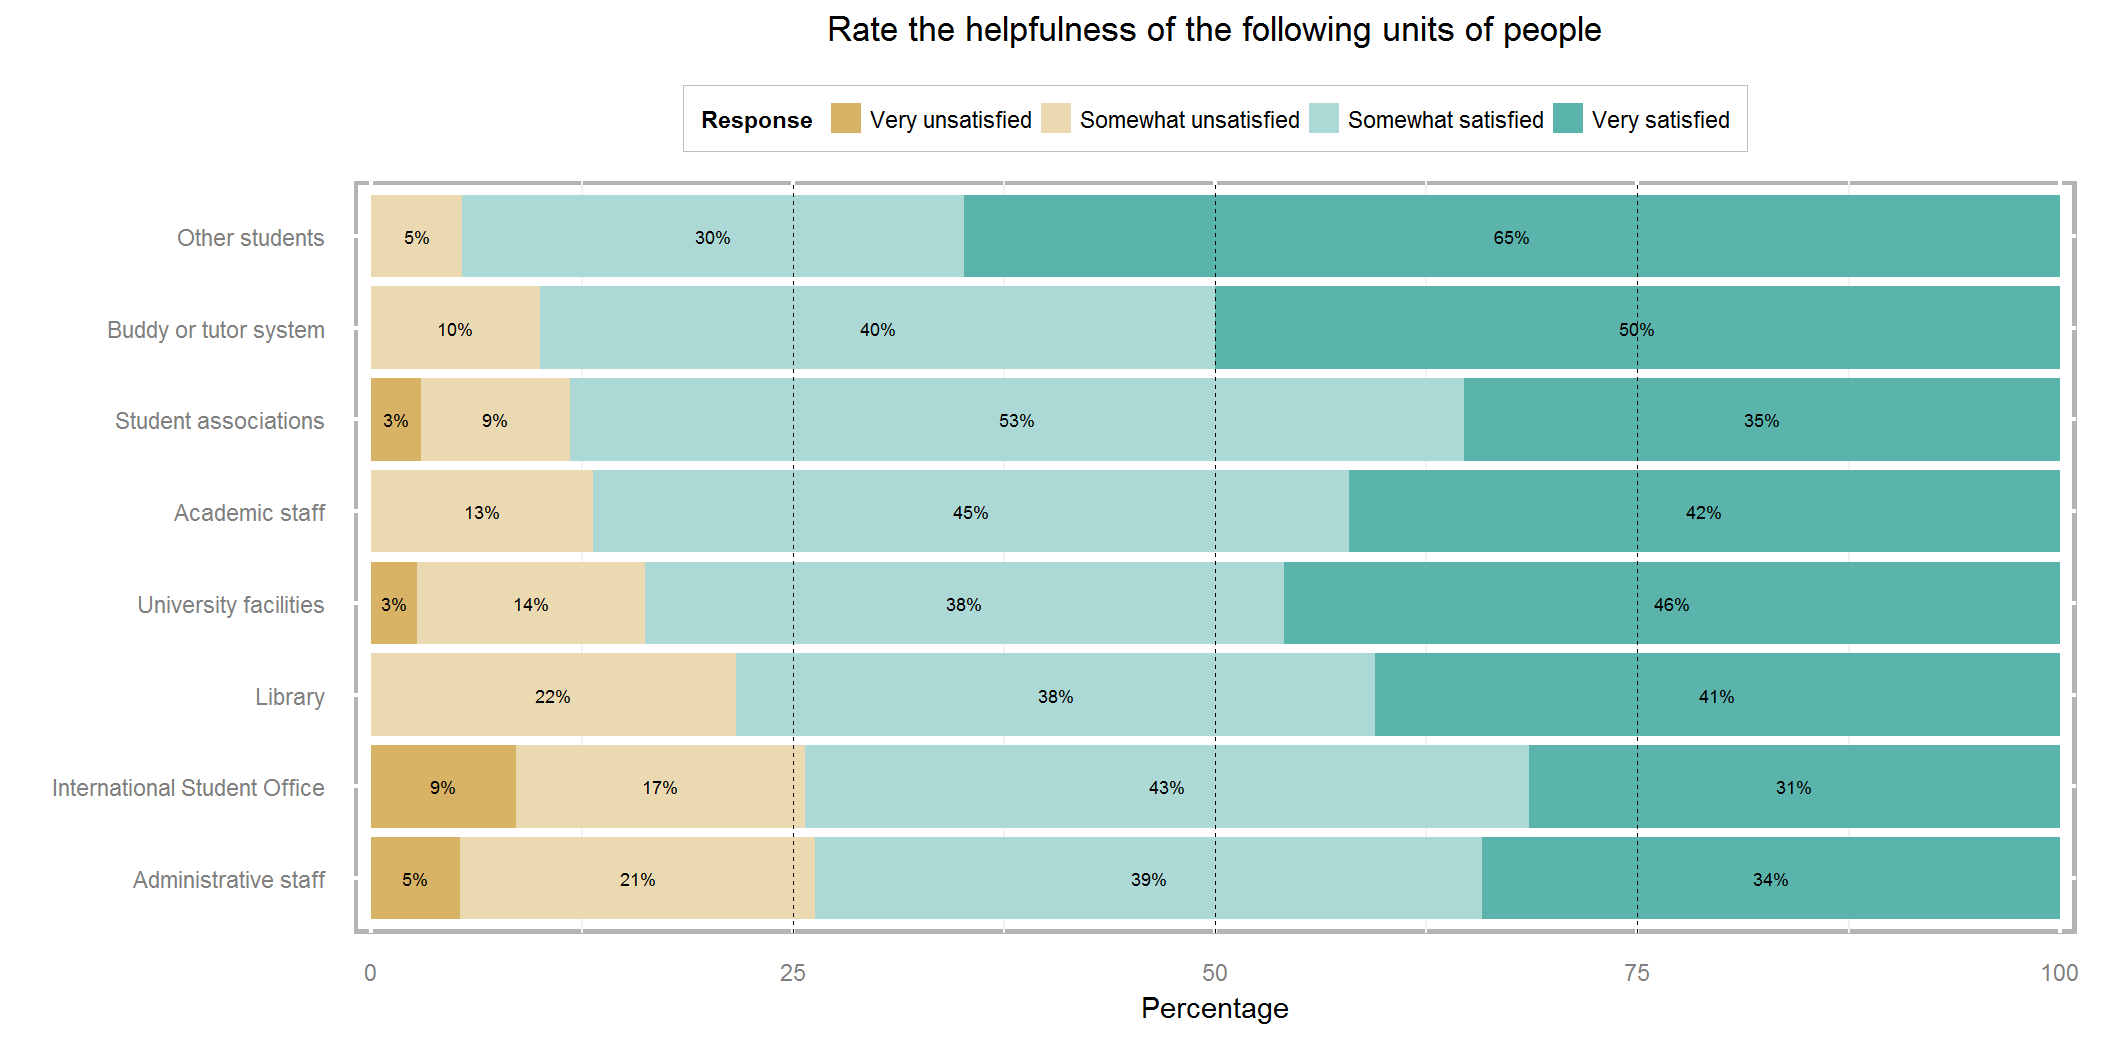 Rate the helpfulness of the following units of people
Response Very unsatisfied Somewhat unsatisfied Somewhat satisfied Very satisfied
Other students 5% 30% 65%
Buddy or tutor system 10% 40% 50%
Student associations 3% 9% 53% 35%
Academic staff 13% 45% 42%
University facilities 3% 14% 38% 46%
Library 22% 38% 41%
International Student Office 9% 17% 43% 31%
Administrative staff 5% 21% 39% 34%
0 25 50 75 100
Percentage